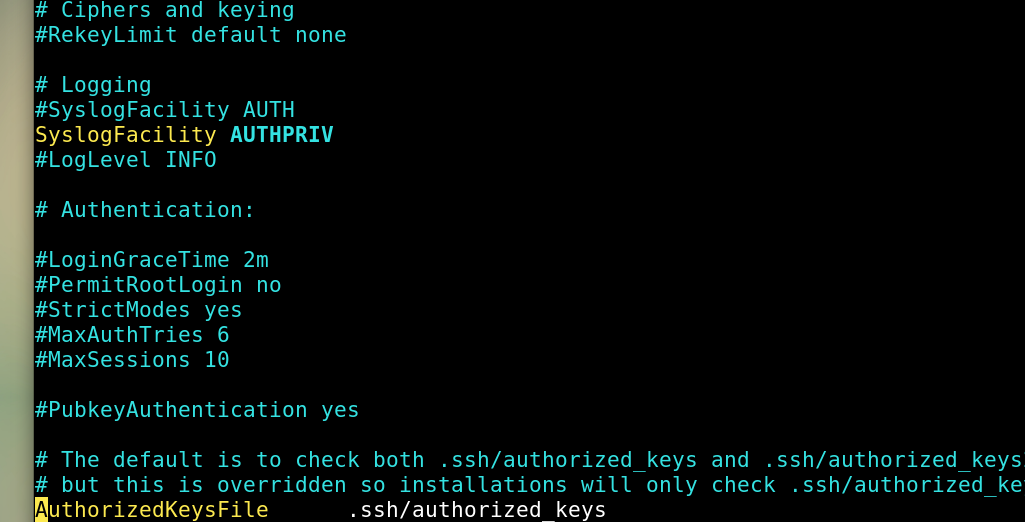 # Ciphers and keying
#RekeyLimit default none
# Logging
#SyslogFacility AUTH
SyslogFacility AUTHPRIV
#LogLevel INFO
# Authentication:
#LoginGraceTime 2m
#PermitRootLogin no
#StrictModes yes
#MaxAuthTries 6
#MaxSessions 10
#PubkeyAuthentication yes
# The default is to check both .ssh/authorized_keys and .ssh/authorized_keys
# but this is overridden so installations will only check .ssh/authorized_ke
AuthorizedKeysFile .ssh/authorized_keys